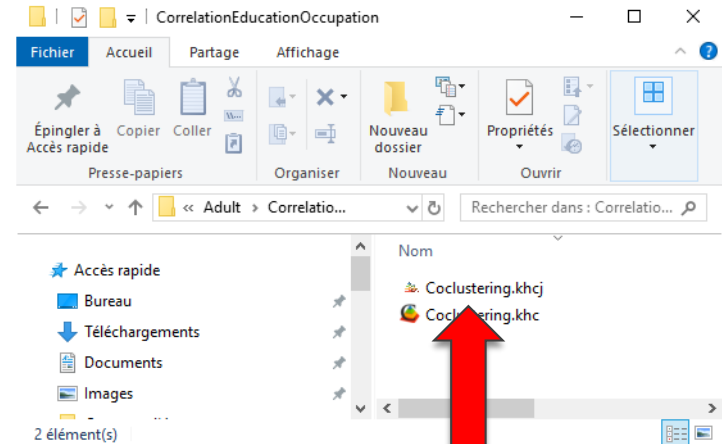 CorrelationEducationOccupation
Fichier Accueil Partage Affichage
Épingler à Accès rapide
Copier Coller
Nouveau dossier
Propriétés
Sélectionner
Presse-papiers Organiser Nouveau Ouvrir
« Adult > Correlatio... Rechercher dans : Correlatio...
Nom
Accès rapide
Bureau
Téléchargements
Documents
Images
Coclustering.khcj
2 élément(s)